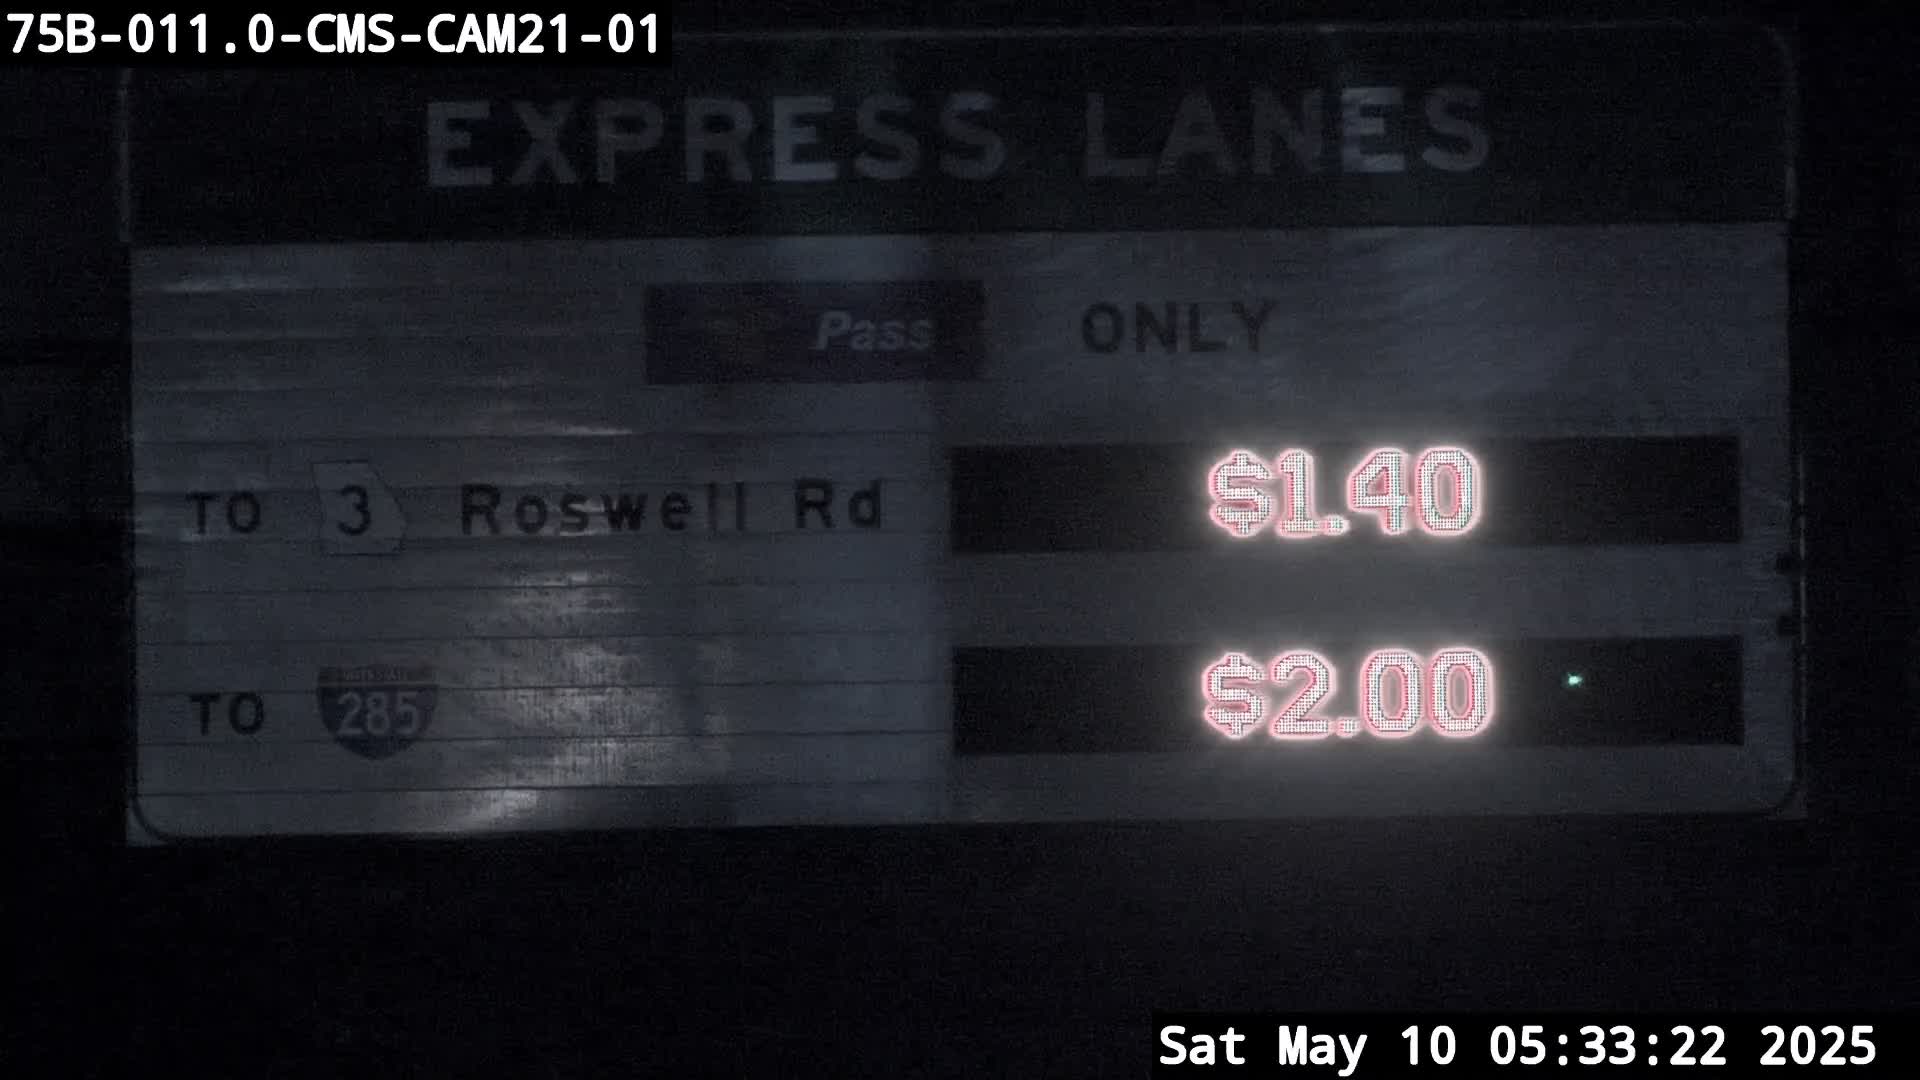 75B-011.0-CMS-CAM21-01
EXPRESS LANES
Pass ONLY
TO 3 Roswell Rd $1.40
TO 285 $2.00
Sat May 10 05:33:22 2025